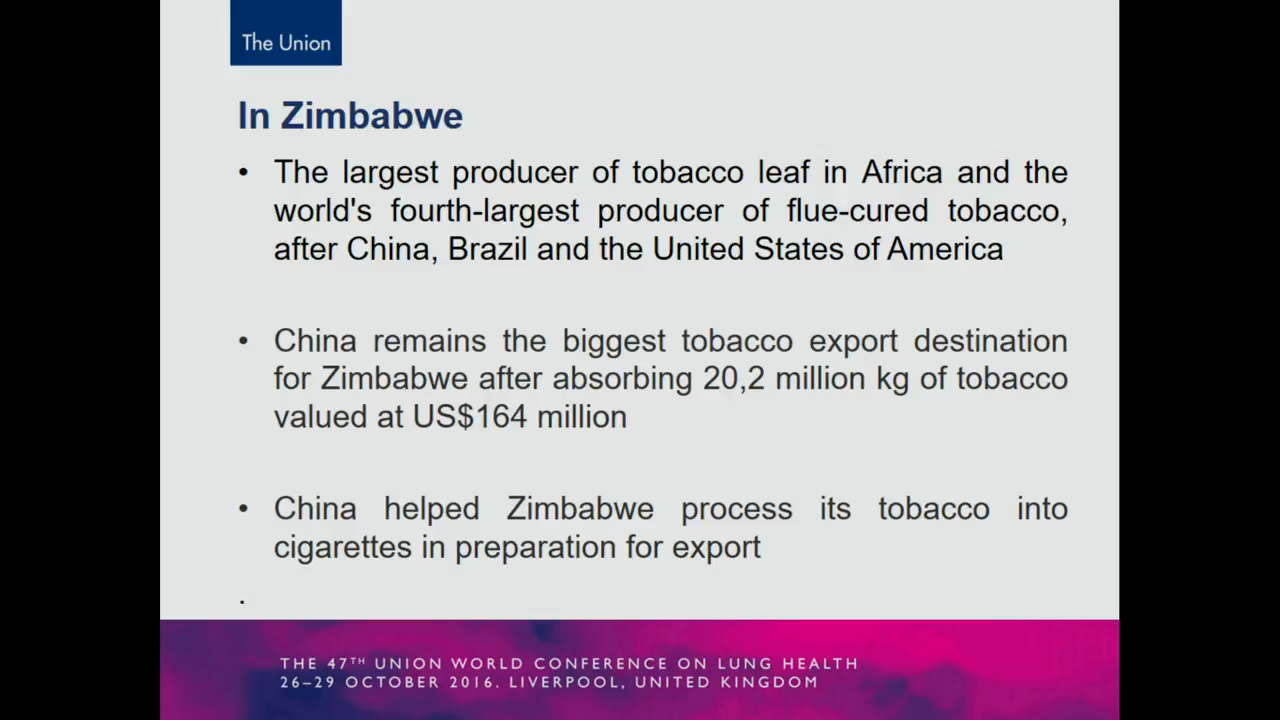 The Union
In Zimbabwe
• The largest producer of tobacco leaf in Africa and the
world's fourth-largest producer of flue-cured tobacco,
after China, Brazil and the United States of America
• China remains the biggest tobacco export destination
for Zimbabwe after absorbing 20,2 million kg of tobacco
valued at US$164 million
• China helped Zimbabwe process its tobacco into
cigarettes in preparation for export
.
THE 47TH UNION WORLD CONFERENCE ON LUNG HEALTH
26–29 OCTOBER 2016. LIVERPOOL, UNITED KINGDOM